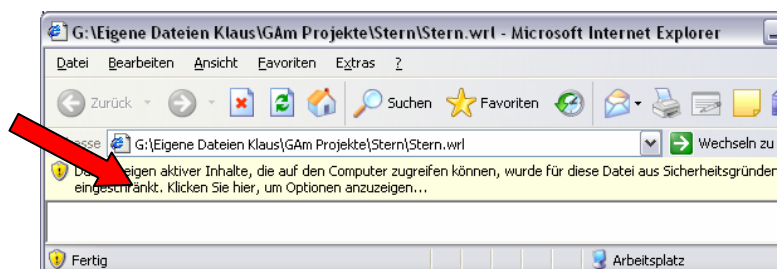 G:\Eigene Dateien Klaus\GAm Projekte\Stern\Stern.wrl - Microsoft Internet Explorer
Datei Bearbeiten Ansicht Favoriten Extras ?
Zurück Suchen Favoriten
G:\Eigene Dateien Klaus\GAm Projekte\Stern\Stern.wrl Wechseln zu
aktiver Inhalte, die auf den Computer zugreifen können, wurde für diese Datei aus Sicherheitsgründen
eingeschränkt. Klicken Sie hier, um Optionen anzuzeigen...
Fertig Arbeitsplatz